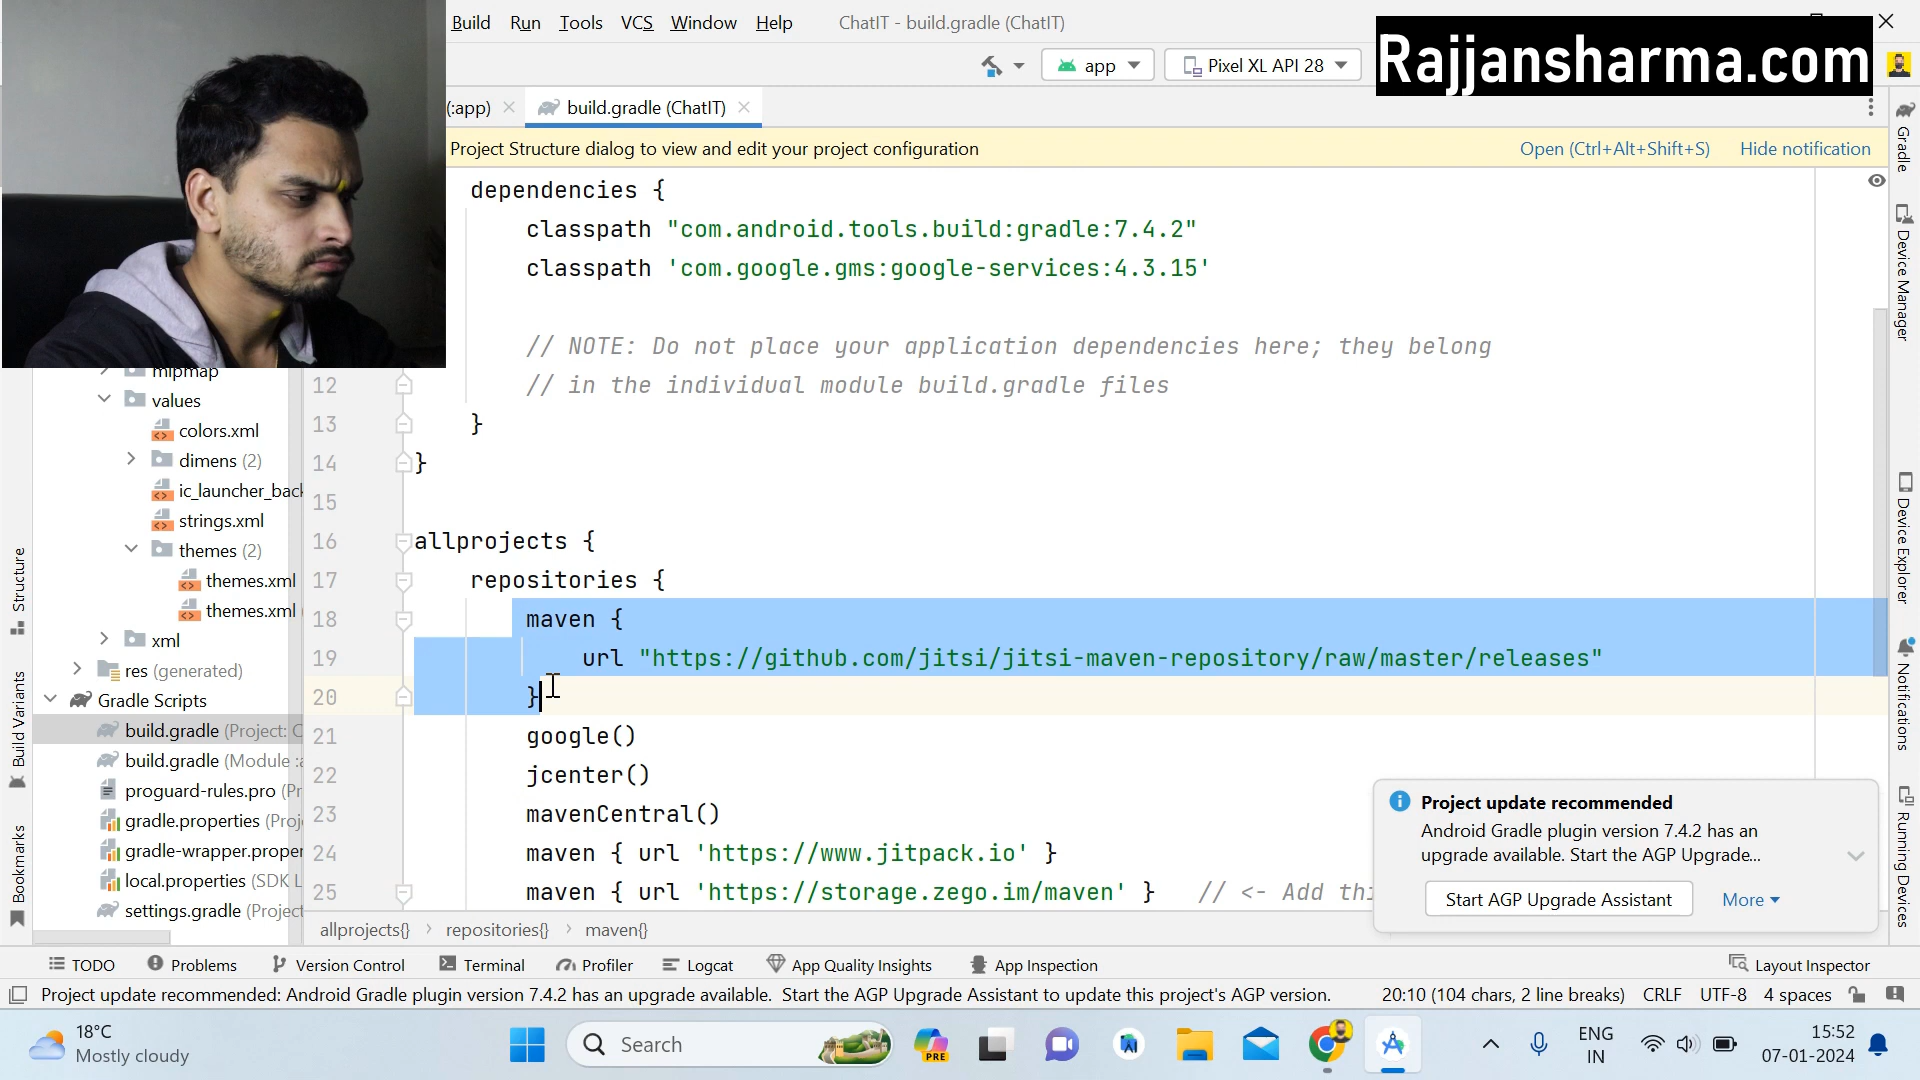 Build Run Tools VCS Window Help ChatIT - build.gradle (ChatIT)
Rajjansharma.com
app Pixel XL API 28
(:app) build.gradle (ChatIT)
Project Structure dialog to view and edit your project configuration Open (Ctrl+Alt+Shift+S) Hide notification
dependencies {
classpath "com.android.tools.build:gradle:7.4.2"
classpath 'com.google.gms:google-services:4.3.15'
// NOTE: Do not place your application dependencies here; they belong
12 // in the individual module build.gradle files
13 }
14 }
15
16 allprojects {
17 repositories {
18 maven {
19 url "https://github.com/jitsi/jitsi-maven-repository/raw/master/releases"
20 }
21 google()
22 jcenter()
23 mavenCentral()
24 maven { url 'https://www.jitpack.io' }
25 maven { url 'https://storage.zego.im/maven' } // <- Add thi
mipmap
values
colors.xml
dimens (2)
ic_launcher_back
strings.xml
themes (2)
themes.xml
themes.xml (
xml
res (generated)
Gradle Scripts
build.gradle (Project: C
build.gradle (Module :a
proguard-rules.pro (Pr
gradle.properties (Proj
gradle-wrapper.proper
local.properties (SDK L
settings.gradle (Project
Structure
Build Variants
Bookmarks
Gradle
Device Manager
Device Explorer
Notifications
Running Devices
Project update recommended
Android Gradle plugin version 7.4.2 has an
upgrade available. Start the AGP Upgrade...
Start AGP Upgrade Assistant More
allprojects{} › repositories{} › maven{}
TODO Problems Version Control Terminal Profiler Logcat App Quality Insights App Inspection Layout Inspector
Project update recommended: Android Gradle plugin version 7.4.2 has an upgrade available. Start the AGP Upgrade Assistant to update this project's AGP version. 20:10 (104 chars, 2 line breaks) CRLF UTF-8 4 spaces
18°C
Mostly cloudy
Search
PRE
ENG
IN
15:52
07-01-2024